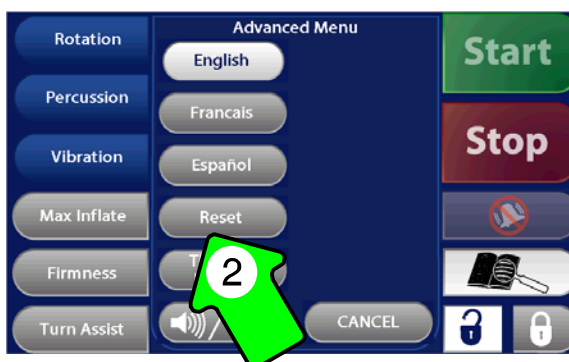 Rotation
Percussion
Vibration
Max Inflate
Firmness
Turn Assist
Advanced Menu
English
Francais
Español
Reset
2
CANCEL
Start
Stop